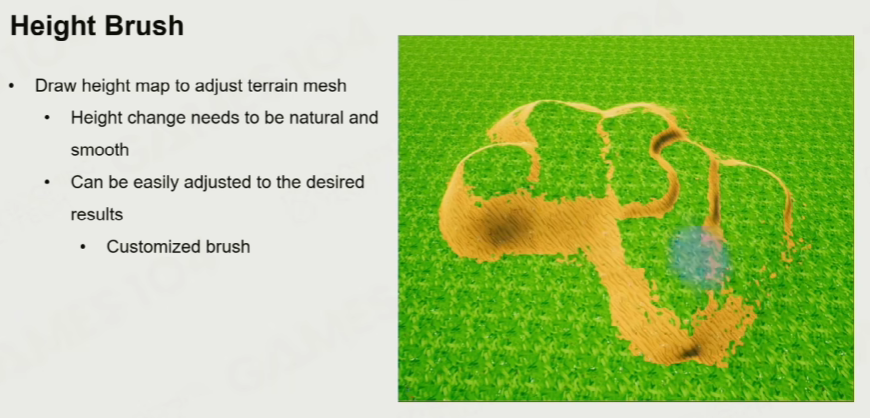 Height Brush
• Draw height map to adjust terrain mesh
• Height change needs to be natural and
smooth
• Can be easily adjusted to the desired
results
• Customized brush